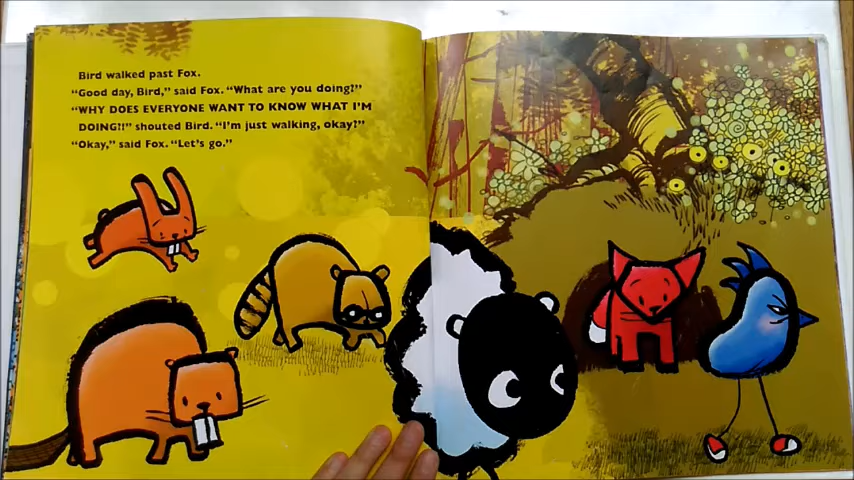 Bird walked past Fox.
“Good day, Bird,” said Fox. “What are you doing?”
“WHY DOES EVERYONE WANT TO KNOW WHAT I’M
DOING?!” shouted Bird. “I’m just walking, okay?”
“Okay,” said Fox. “Let’s go.”